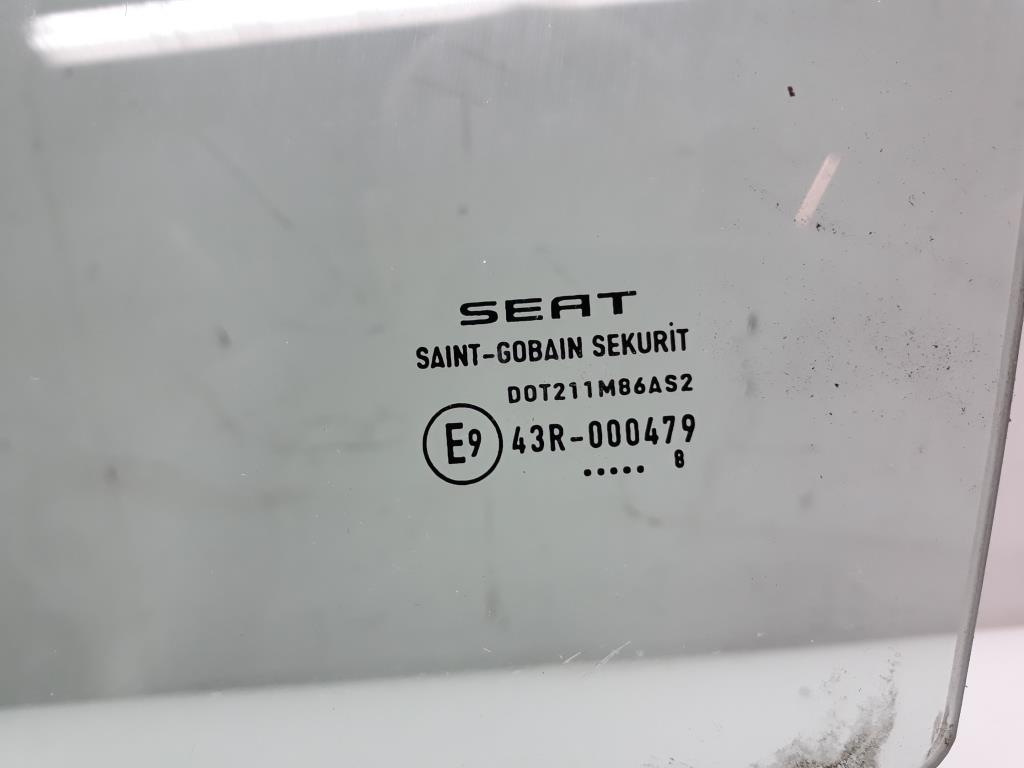 SEAT
SAINT-GOBAIN SEKURIT
DOT211M86AS2
E9 43R-000479
..... 8